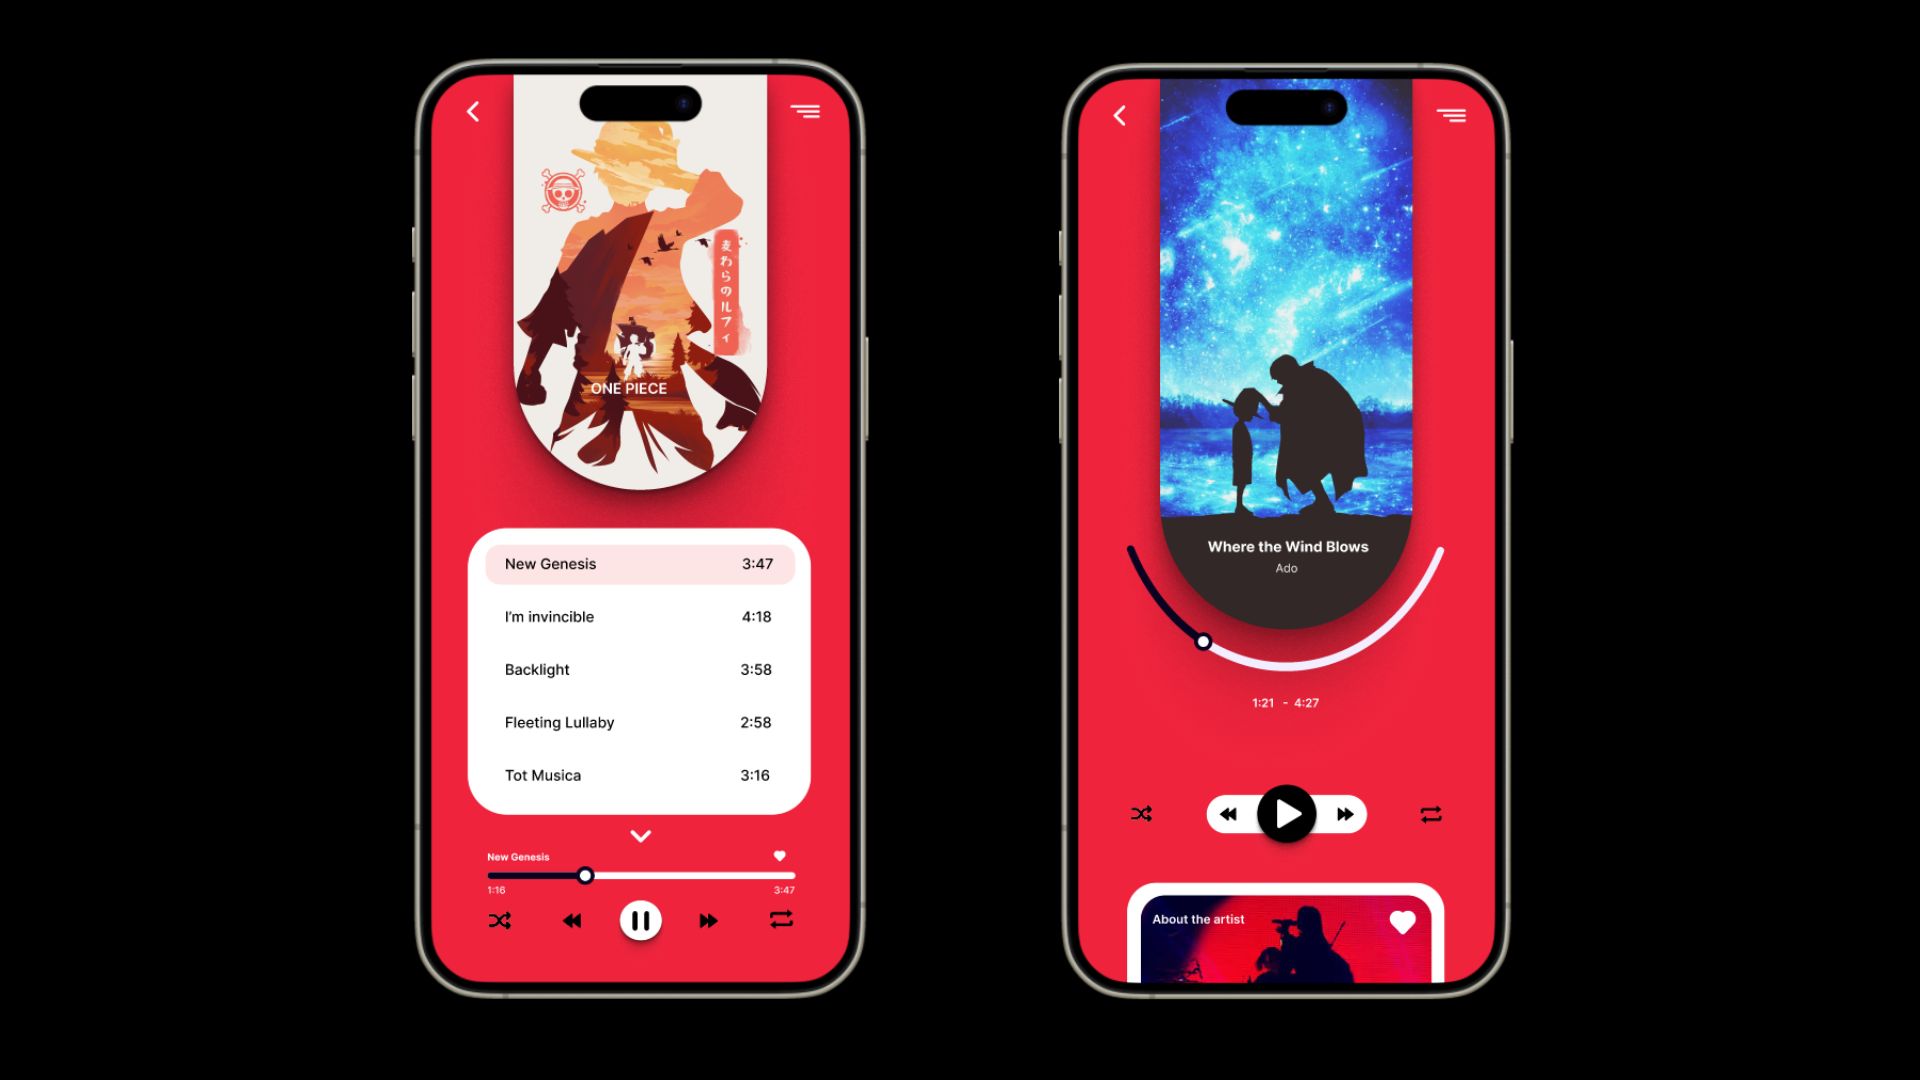 麦わらのルフィ
ONE PIECE
New Genesis 3:47
I'm invincible 4:18
Backlight 3:58
Fleeting Lullaby 2:58
Tot Musica 3:16
New Genesis
1:16 3:47
Where the Wind Blows
Ado
1:21 - 4:27
About the artist